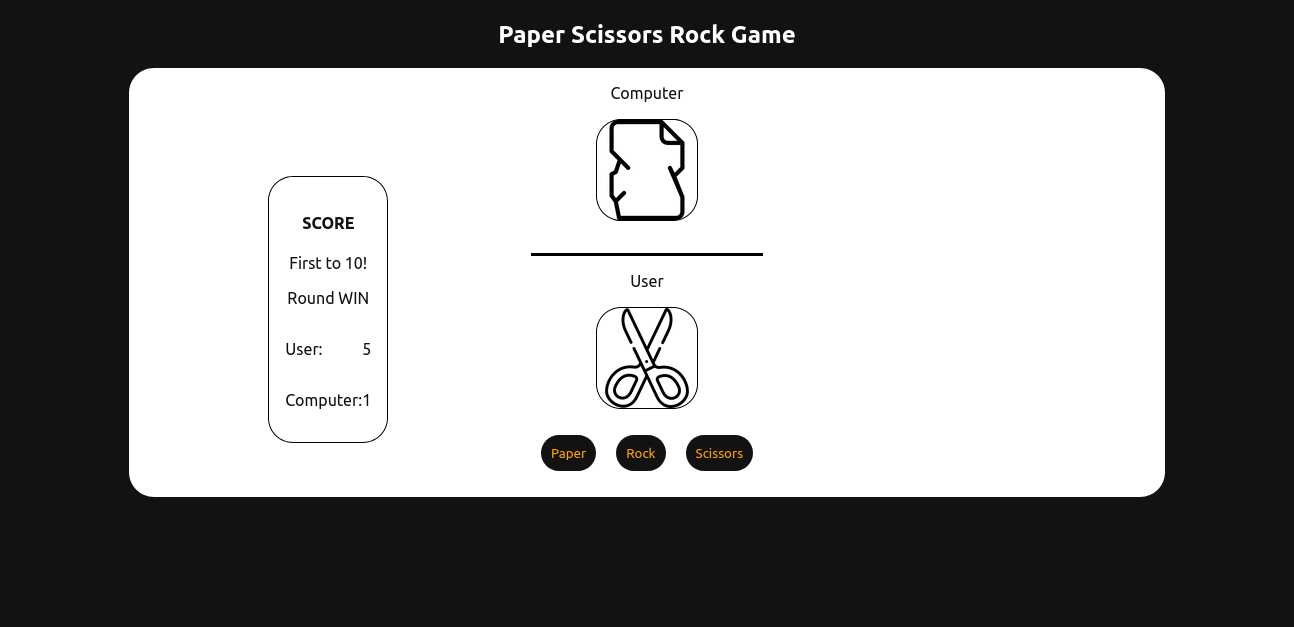 Paper Scissors Rock Game
Computer
SCORE
First to 10!
Round WIN
User: 5
Computer:1
User
Paper Rock Scissors